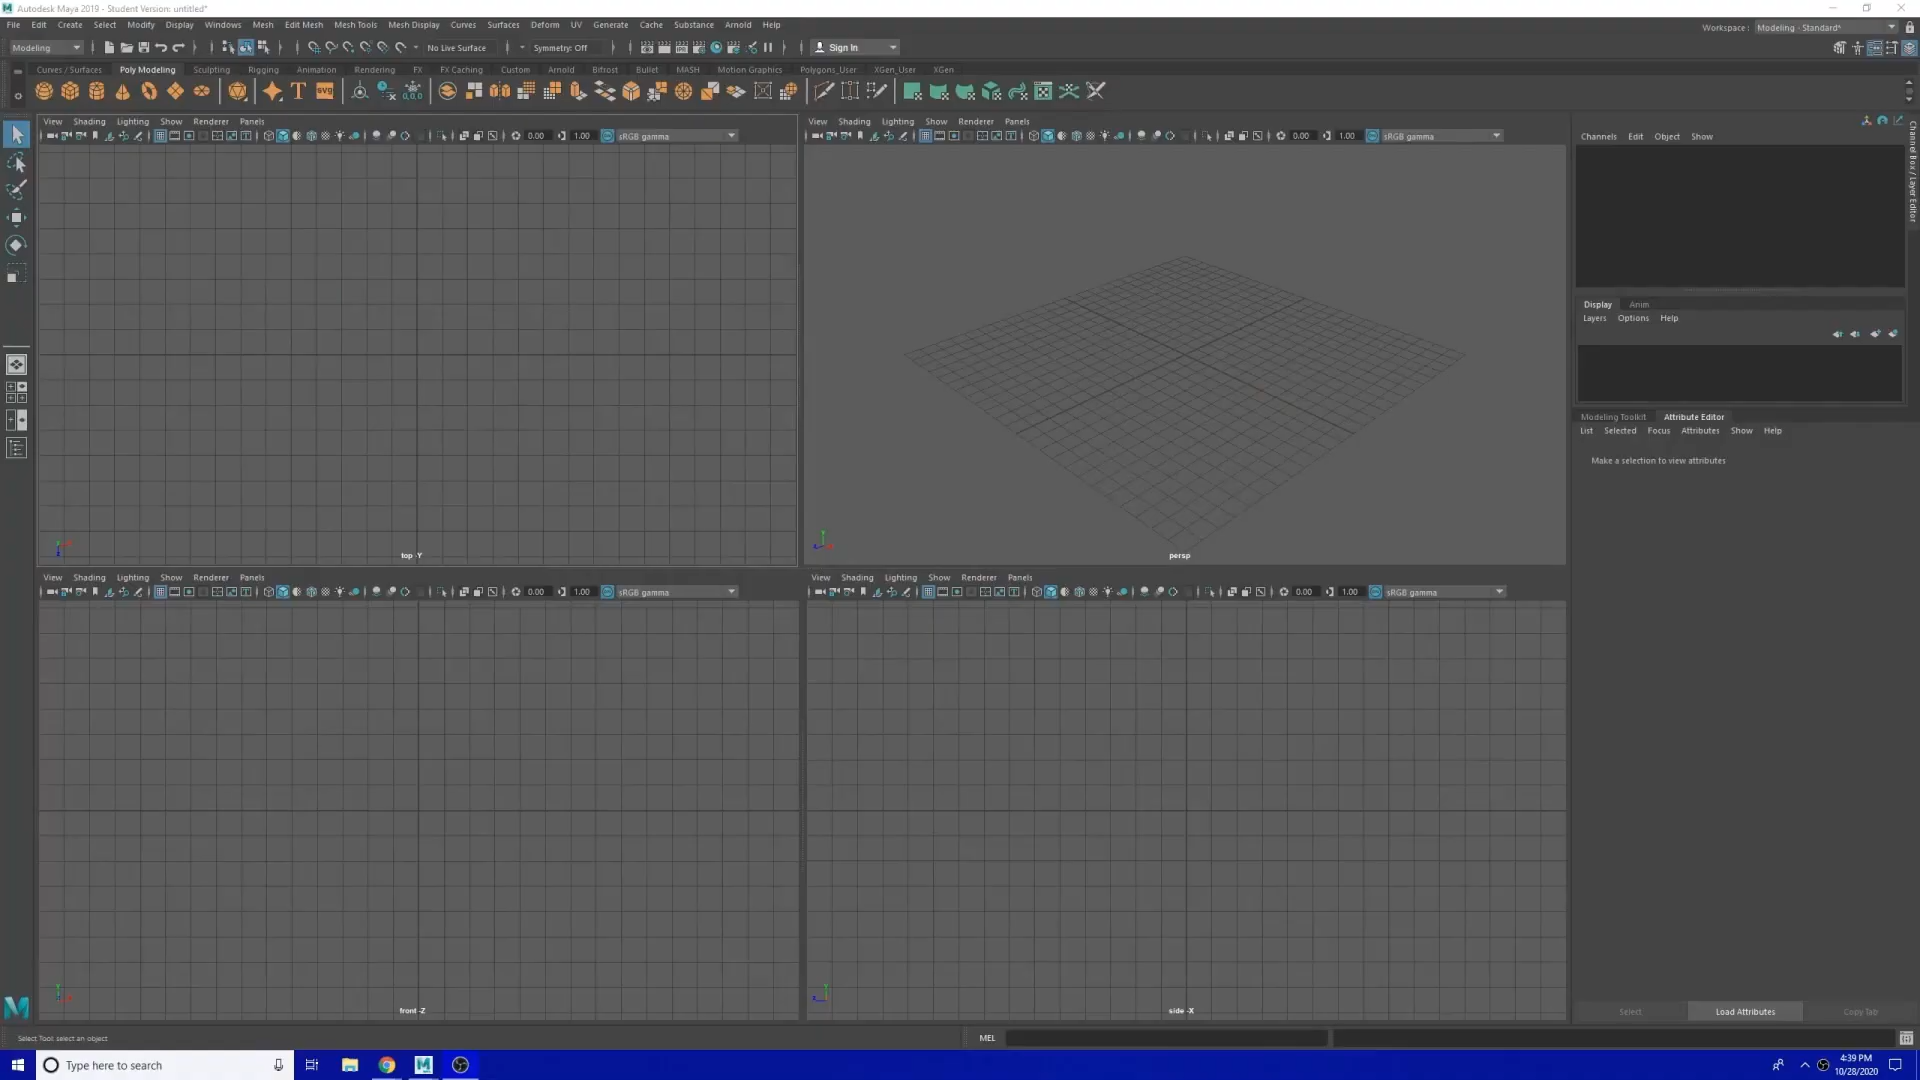 Autodesk Maya 2019 - Student Version: untitled*
File Edit Create Select Modify Display Windows Mesh Edit Mesh Mesh Tools Mesh Display Curves Surfaces Deform UV Generate Cache Substance Arnold Help
Workspace : Modeling - Standard*
Modeling No Live Surface Symmetry: Off Sign In
Curves / Surfaces Poly Modeling Sculpting Rigging Animation Rendering FX FX Caching Custom Arnold Bifrost Bullet MASH Motion Graphics Polygons_User XGen_User XGen
SVG
0,0,0
View Shading Lighting Show Renderer Panels
0.00 1.00 sRGB gamma
top -Y
View Shading Lighting Show Renderer Panels
0.00 1.00 sRGB gamma
persp
View Shading Lighting Show Renderer Panels
0.00 1.00 sRGB gamma
front -Z
View Shading Lighting Show Renderer Panels
0.00 1.00 sRGB gamma
side -X
Channels Edit Object Show
Channel Box / Layer Editor
Display Anim
Layers Options Help
Modeling Toolkit Attribute Editor
List Selected Focus Attributes Show Help
Make a selection to view attributes
Select Load Attributes Copy Tab
Select Tool: select an object
MEL
Type here to search
4:39 PM
10/28/2020